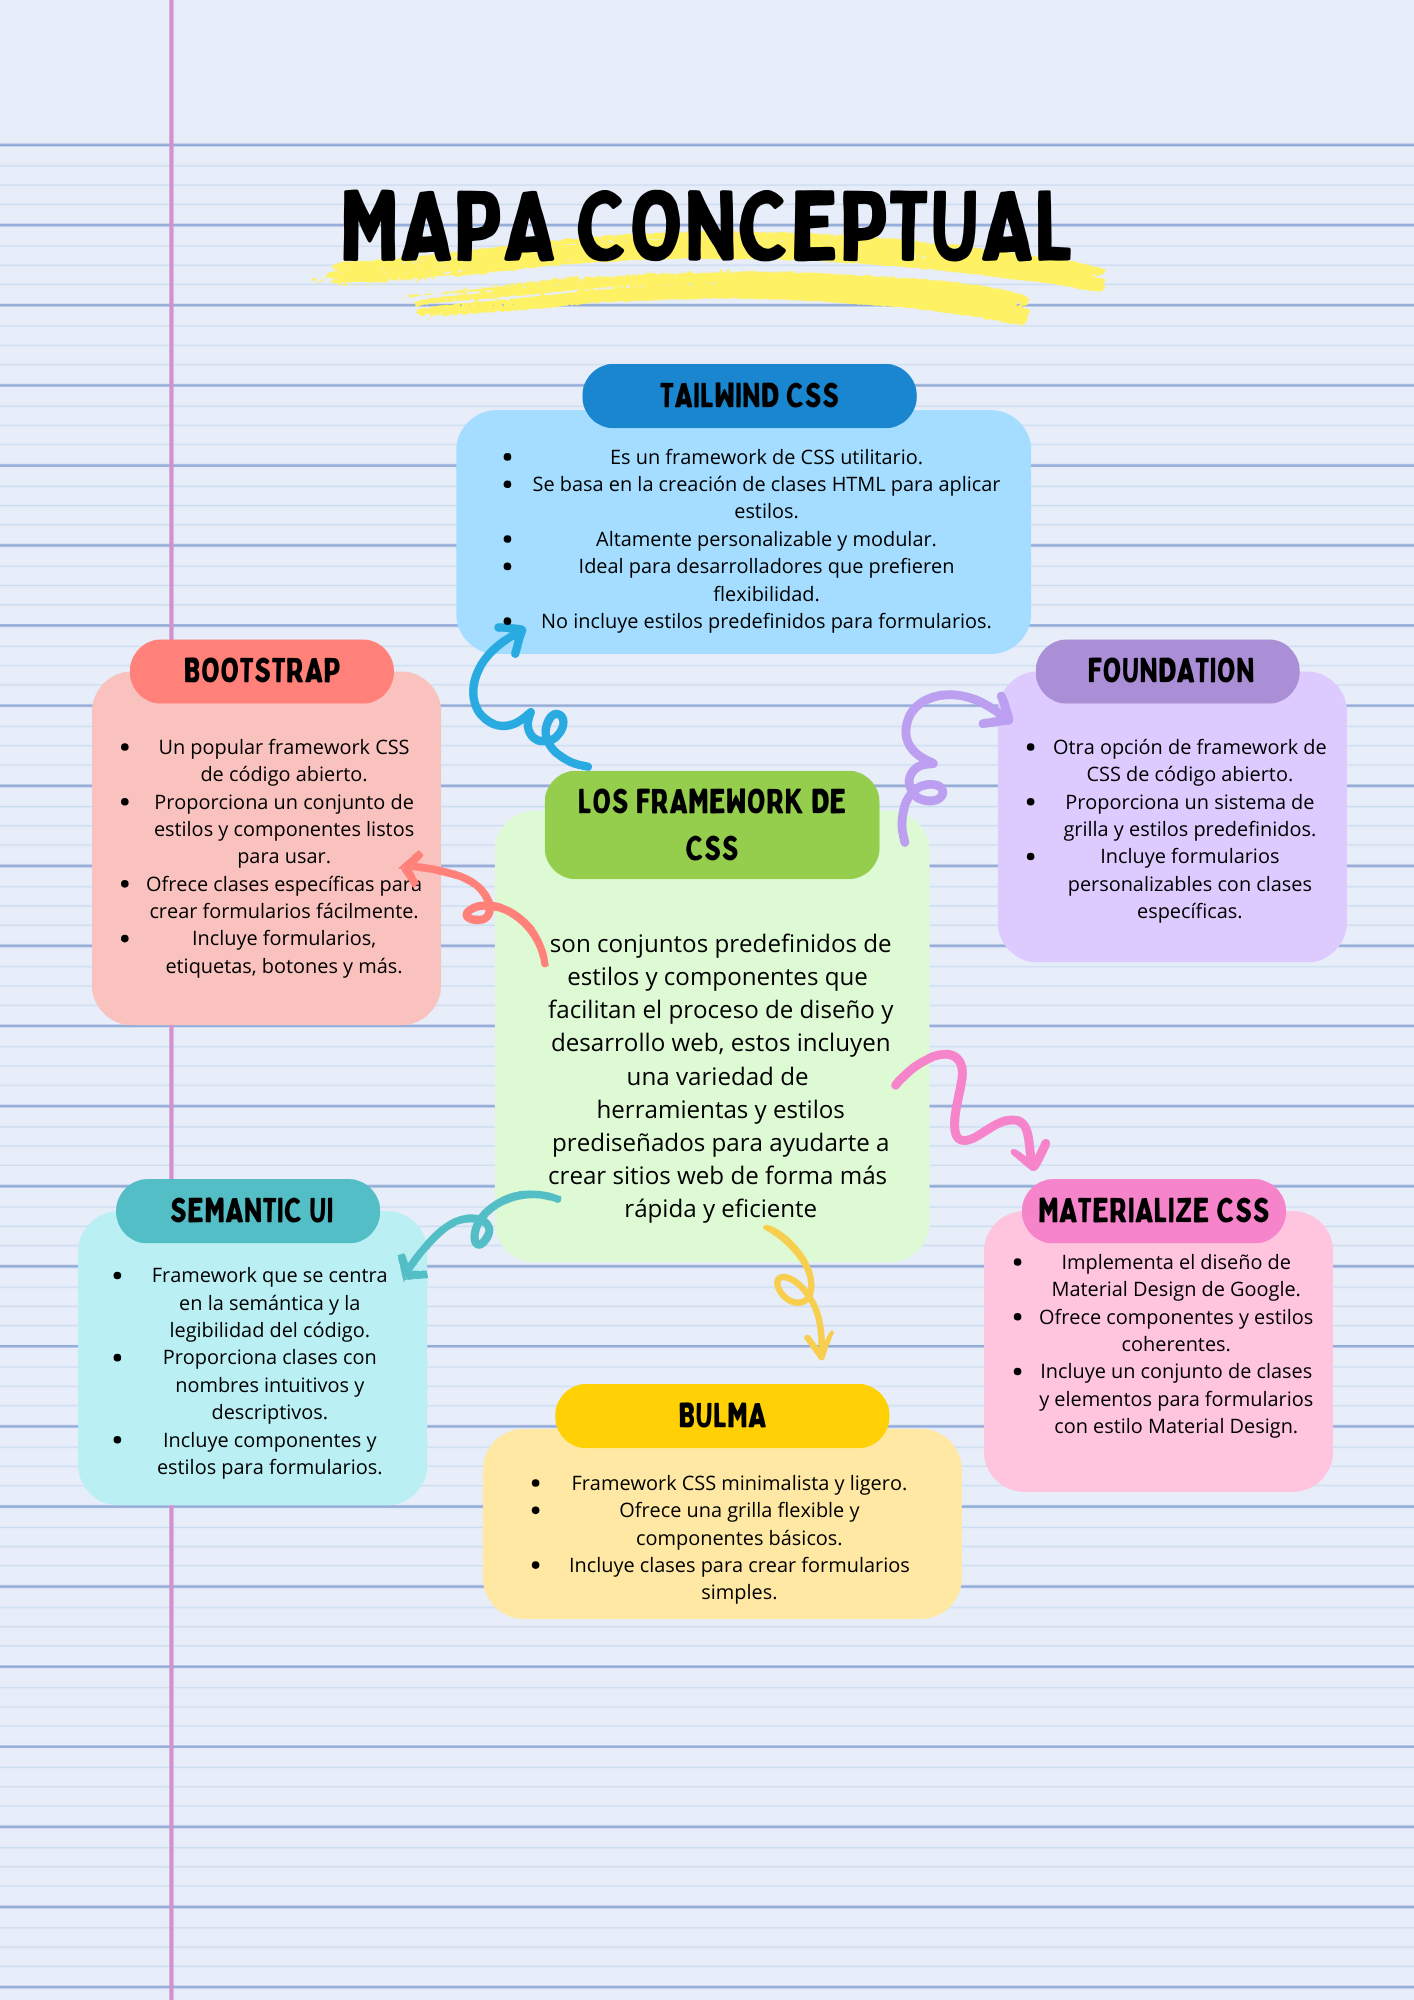 MAPA CONCEPTUAL
TAILWIND CSS
• Es un framework de CSS utilitario.
• Se basa en la creación de clases HTML para aplicar
estilos.
• Altamente personalizable y modular.
• Ideal para desarrolladores que prefieren
flexibilidad.
• No incluye estilos predefinidos para formularios.
BOOTSTRAP
• Un popular framework CSS
de código abierto.
• Proporciona un conjunto de
estilos y componentes listos
para usar.
• Ofrece clases específicas para
crear formularios fácilmente.
• Incluye formularios,
etiquetas, botones y más.
FOUNDATION
• Otra opción de framework de
CSS de código abierto.
• Proporciona un sistema de
grilla y estilos predefinidos.
• Incluye formularios
personalizables con clases
específicas.
LOS FRAMEWORK DE
CSS
son conjuntos predefinidos de
estilos y componentes que
facilitan el proceso de diseño y
desarrollo web, estos incluyen
una variedad de
herramientas y estilos
prediseñados para ayudarte a
crear sitios web de forma más
rápida y eficiente
SEMANTIC UI
• Framework que se centra
en la semántica y la
legibilidad del código.
• Proporciona clases con
nombres intuitivos y
descriptivos.
• Incluye componentes y
estilos para formularios.
MATERIALIZE CSS
• Implementa el diseño de
Material Design de Google.
• Ofrece componentes y estilos
coherentes.
• Incluye un conjunto de clases
y elementos para formularios
con estilo Material Design.
BULMA
• Framework CSS minimalista y ligero.
• Ofrece una grilla flexible y
componentes básicos.
• Incluye clases para crear formularios
simples.